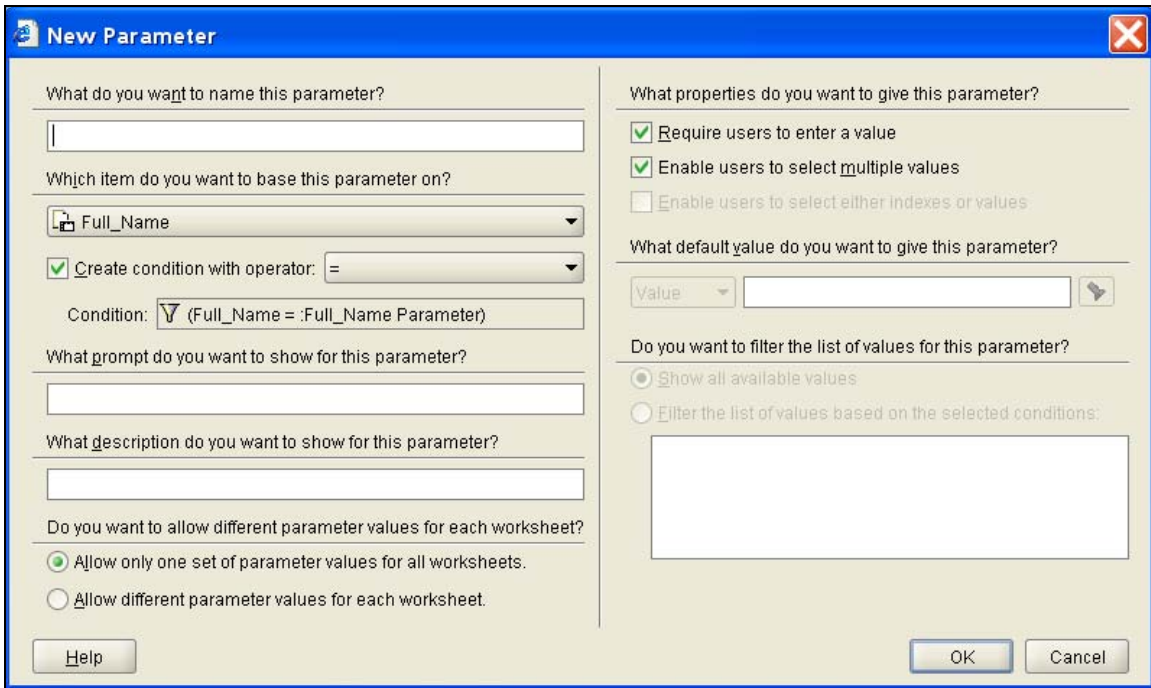 New Parameter
What do you want to name this parameter?
Which item do you want to base this parameter on?
Full_Name
Create condition with operator: =
Condition: (Full_Name = :Full_Name Parameter)
What prompt do you want to show for this parameter?
What description do you want to show for this parameter?
Do you want to allow different parameter values for each worksheet?
Allow only one set of parameter values for all worksheets.
Allow different parameter values for each worksheet.
Help
What properties do you want to give this parameter?
Require users to enter a value
Enable users to select multiple values
Enable users to select either indexes or values
What default value do you want to give this parameter?
Value
Do you want to filter the list of values for this parameter?
Show all available values
Filter the list of values based on the selected conditions:
OK
Cancel